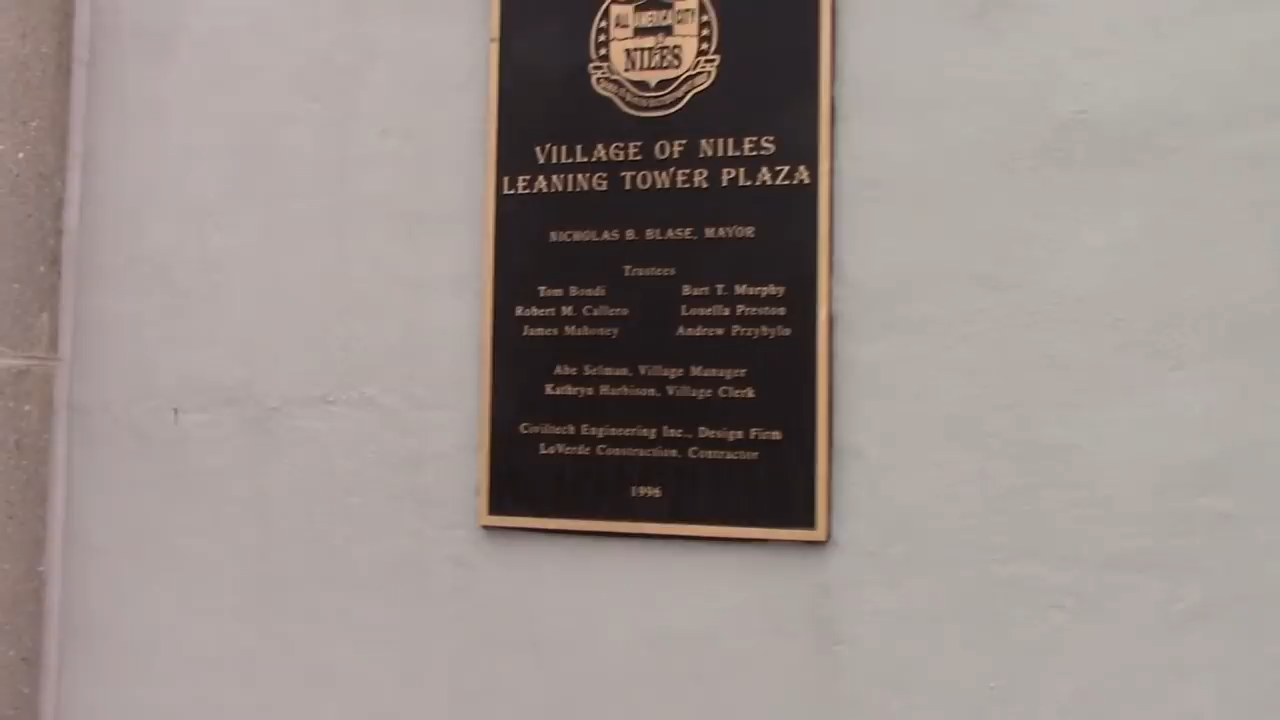 ALL AMERICA CITY
NILES
VILLAGE OF NILES
LEANING TOWER PLAZA
NICHOLAS B. BLASE, MAYOR
Trustees
Tom Bondi Bart T. Murphy
Robert M. Callero Louella Preston
James Mahoney Andrew Przybylo
Abe Selman, Village Manager
Kathryn Harbison, Village Clerk
Civiltech Engineering Inc., Design Firm
LoVerde Construction, Contractor
1996